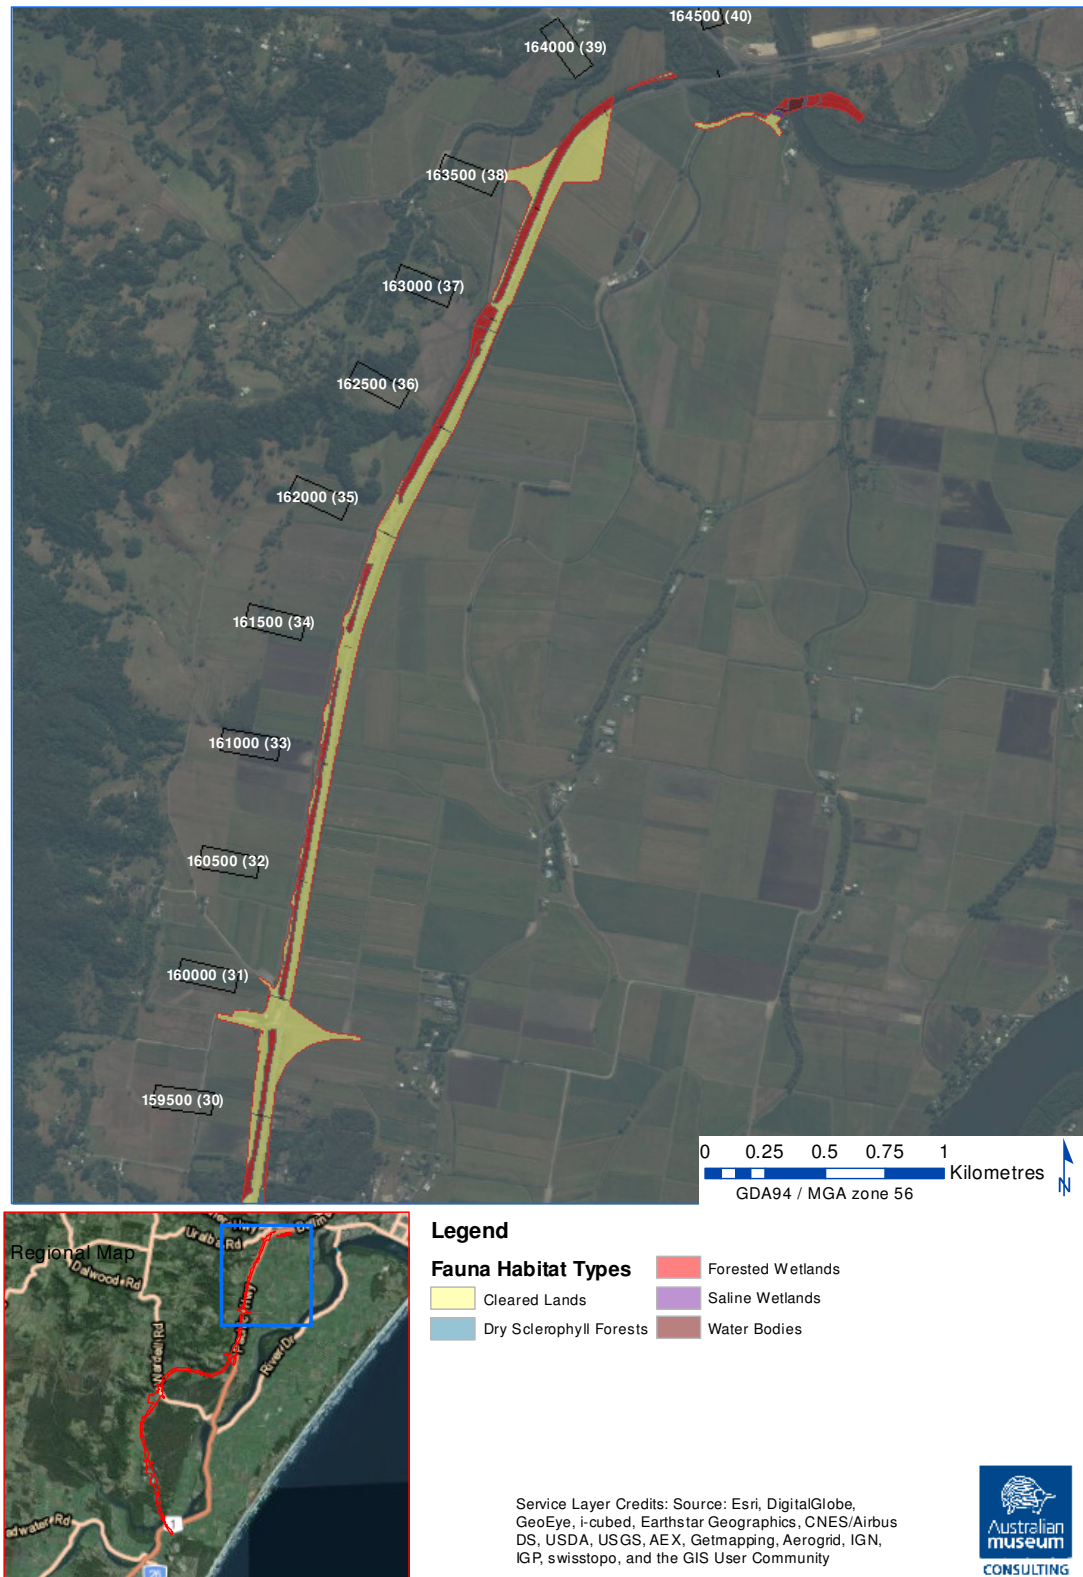 164500 (40)
164000 (39)
163500 (38)
163000 (37)
162500 (36)
162000 (35)
161500 (34)
161000 (33)
160500 (32)
160000 (31)
159500 (30)
0 0.25 0.5 0.75 1
Kilometres
GDA94 / MGA zone 56
N
Regional Map
Uralba Rd
Dalwood Rd
Wardell Rd
Pacific Hwy
River Dr
1
26
Legend
Fauna Habitat Types
Cleared Lands
Dry Sclerophyll Forests
Forested Wetlands
Saline Wetlands
Water Bodies
Service Layer Credits: Source: Esri, DigitalGlobe,
GeoEye, i-cubed, Earthstar Geographics, CNES/Airbus
DS, USDA, USGS, AEX, Getmapping, Aerogrid, IGN,
IGP, swisstopo, and the GIS User Community
Australian
museum
CONSULTING